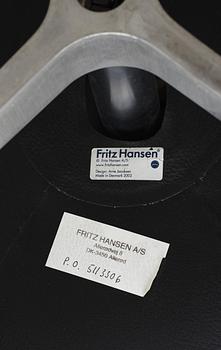 Fritz Hansen
© Fritz Hansen A/S
www.fritzhansen.com
Design: Arne Jacobsen
Made in Denmark 2002
FRITZ HANSEN A/S
Allerødvej 8
DK-3450 Allerød
P.O. 5113306